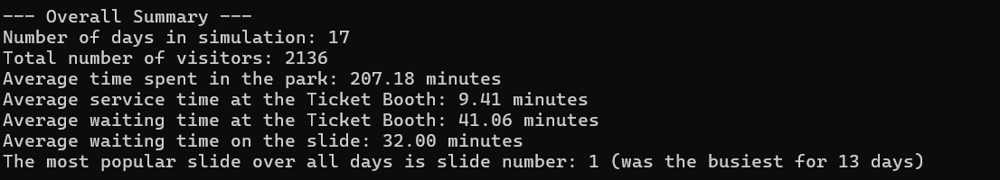 --- Overall Summary ---
Number of days in simulation: 17
Total number of visitors: 2136
Average time spent in the park: 207.18 minutes
Average service time at the Ticket Booth: 9.41 minutes
Average waiting time at the Ticket Booth: 41.06 minutes
Average waiting time on the slide: 32.00 minutes
The most popular slide over all days is slide number: 1 (was the busiest for 13 days)